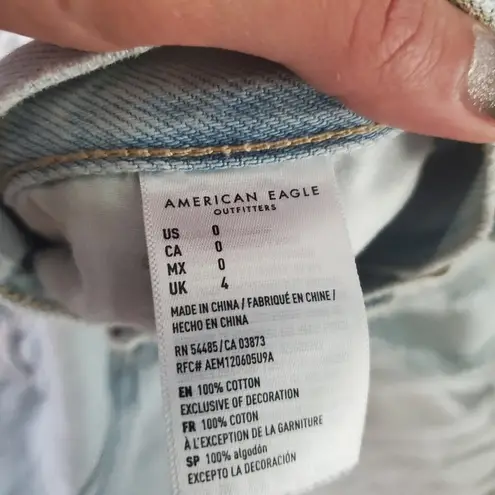 AMERICAN EAGLE
OUTFITTERS
US 0
CA 0
MX 0
UK 4
MADE IN CHINA / FABRIQUÉ EN CHINE /
HECHO EN CHINA
RN 54485/CA 03873
RFC# AEM120605U9A
EN 100% COTTON
EXCLUSIVE OF DECORATION
FR 100% COTON
À L'EXCEPTION DE LA GARNITURE
SP 100% algodón
EXCEPTO LA DECORACIÓN